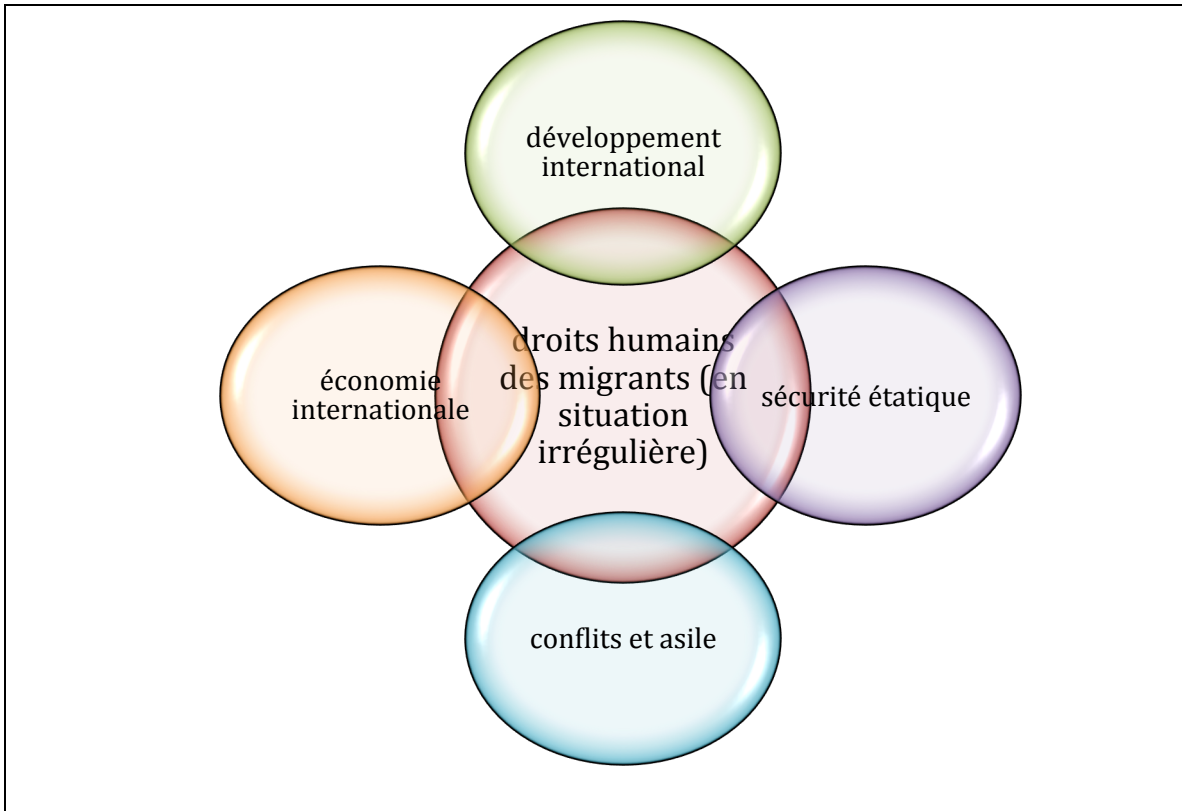 développement
international
droits humains
des migrants (en
situation
irrégulière)
économie
internationale
sécurité étatique
conflits et asile